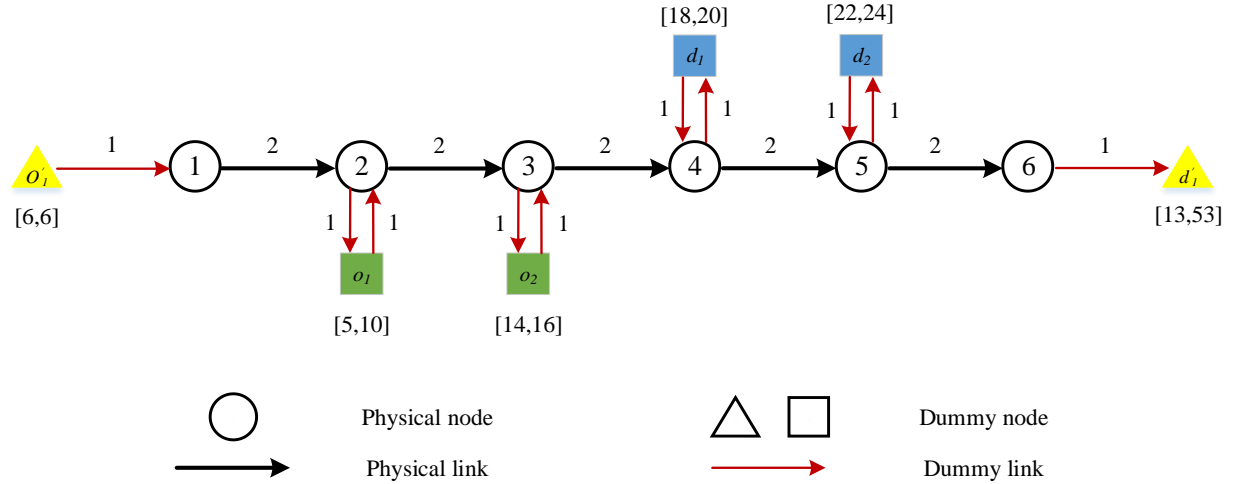 [18,20] [22,24]
d₁ d₂
1 1 1 1
1 2 2 2 2 2 1
O'₁ 1 2 3 4 5 6 d'₁
[6,6] [13,53]
1 1 1 1
o₁ o₂
[5,10] [14,16]
Physical node Dummy node
Physical link Dummy link